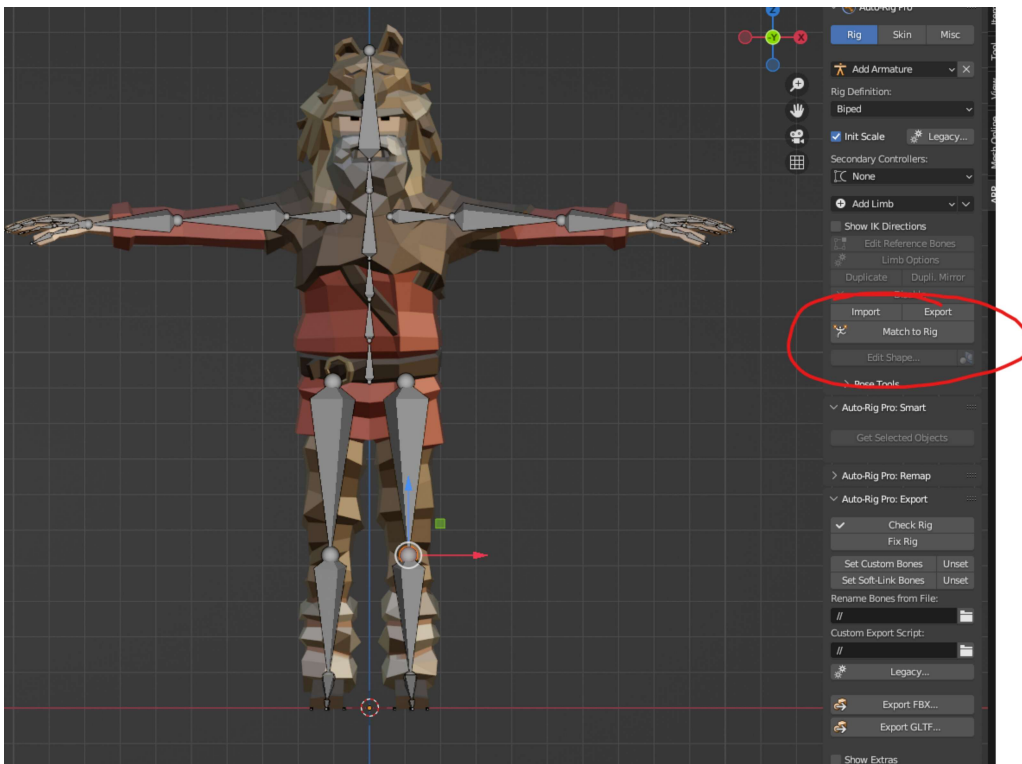 Auto-Rig Pro
Rig Skin Misc
Add Armature
Rig Definition:
Biped
Init Scale Legacy...
Secondary Controllers:
None
Add Limb
Show IK Directions
Edit Reference Bones
Limb Options
Duplicate Dupli. Mirror
Import Export
Match to Rig
Edit Shape...
Pose Tools
Auto-Rig Pro: Smart
Get Selected Objects
Auto-Rig Pro: Remap
Auto-Rig Pro: Export
Check Rig
Fix Rig
Set Custom Bones Unset
Set Soft-Link Bones Unset
Rename Bones from File:
//
Custom Export Script:
//
Legacy...
Export FBX...
Export GLTF...
Show Extras
Z
-Y X
Item
Tool
View
ARP